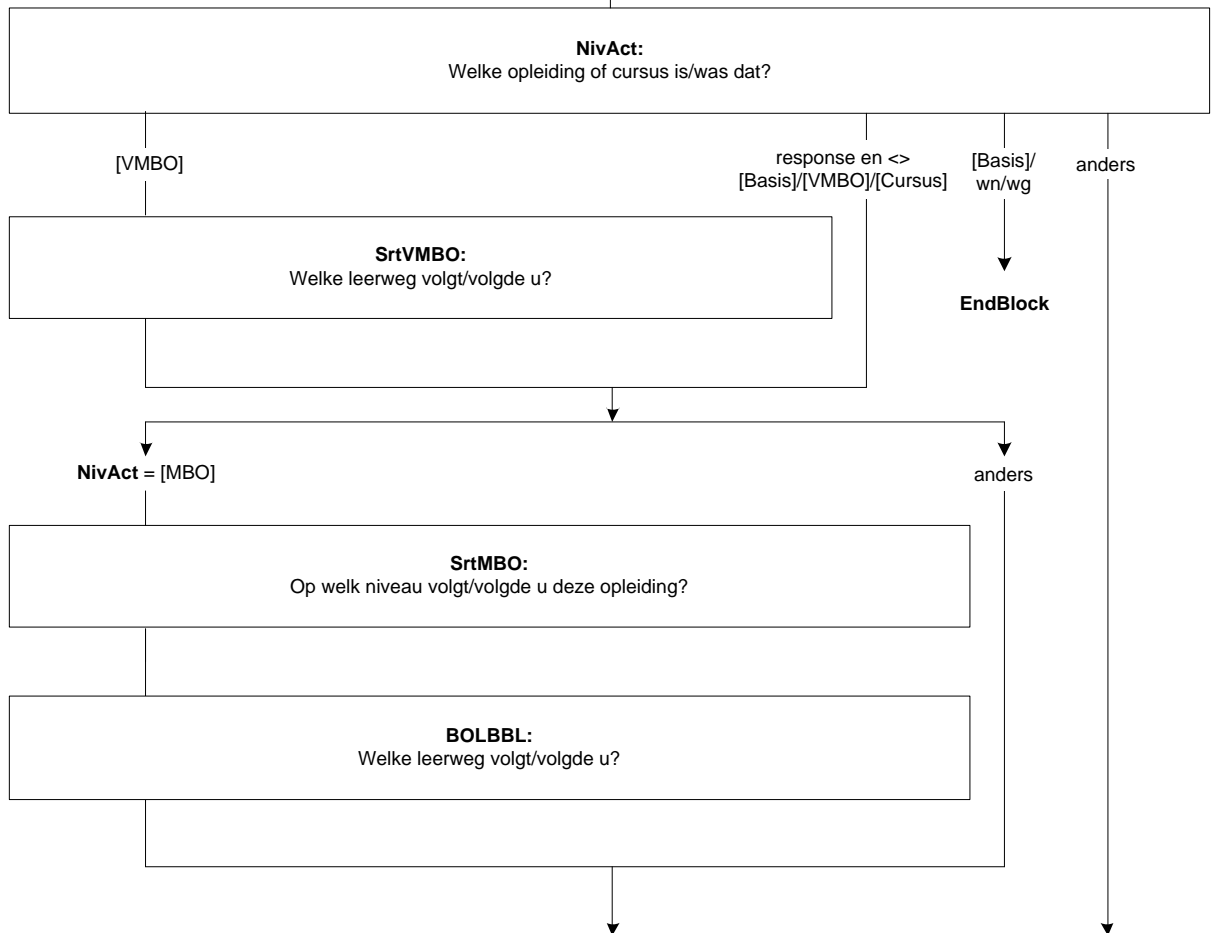 NivAct:
Welke opleiding of cursus is/was dat?
[VMBO]
response en <>
[Basis]/[VMBO]/[Cursus]
[Basis]/
wn/wg
anders
SrtVMBO:
Welke leerweg volgt/volgde u?
EndBlock
NivAct = [MBO]
anders
SrtMBO:
Op welk niveau volgt/volgde u deze opleiding?
BOLBBL:
Welke leerweg volgt/volgde u?